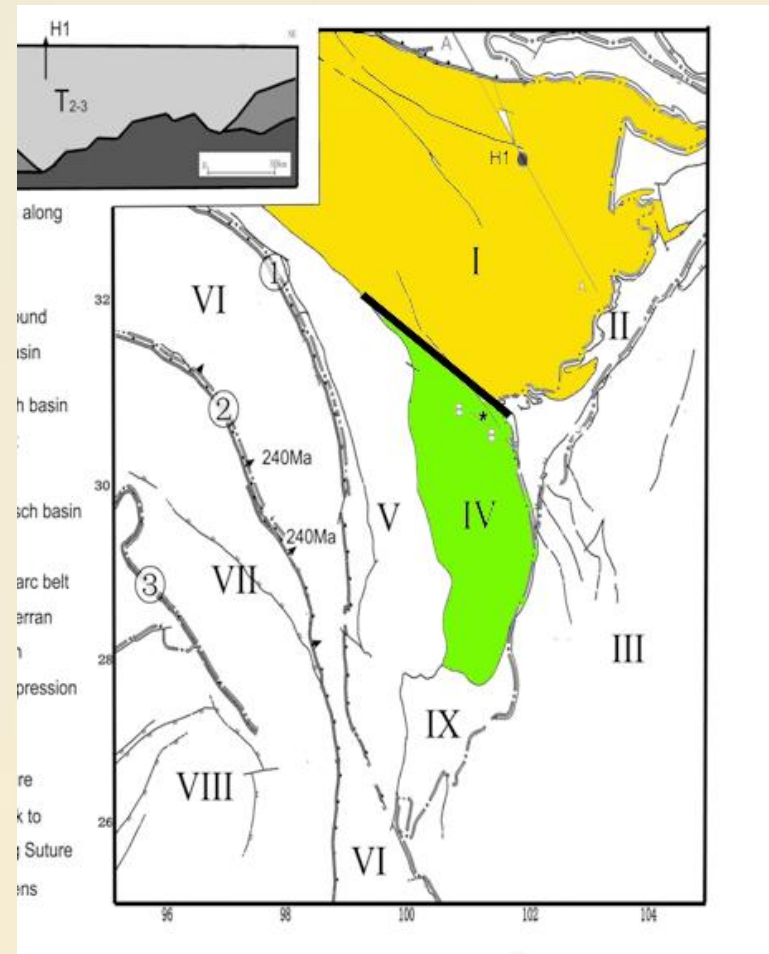 H1
T2-3
along
ound
asin
h basin
sch basin
arc belt
erran
n
pression
re
k to
g Suture
ens
A
H1
I
II
VI
1
32
2
240Ma
30
240Ma
V
IV
*
VII
3
III
28
IX
VIII
26
VI
96
98
100
102
104